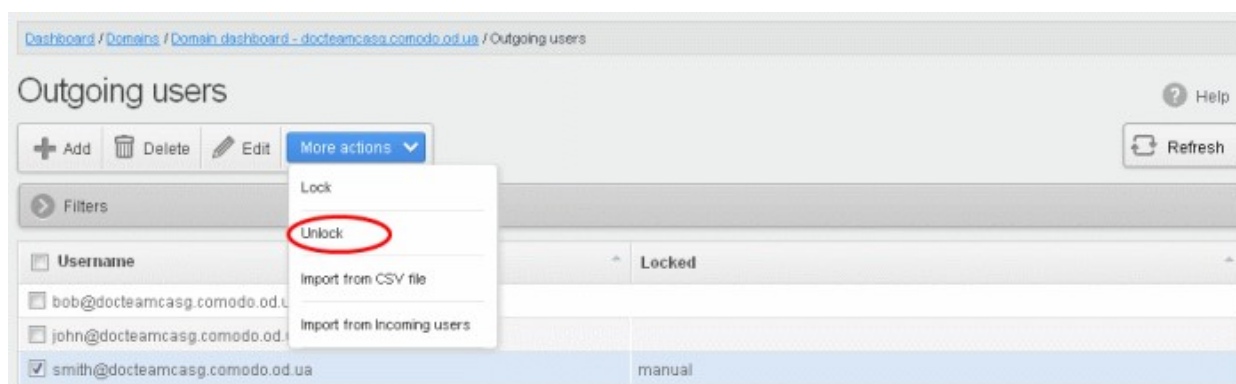 Dashboard / Domains / Domain dashboard - docteamcasg.comodo.od.ua / Outgoing users
Outgoing users
Help
Add Delete Edit More actions
Refresh
Lock
Filters
Unlock
Username Locked
Import from CSV file
bob@docteamcasg.comodo.od.u
Import from Incoming users
john@docteamcasg.comodo.od.
smith@docteamcasg.comodo.od.ua manual